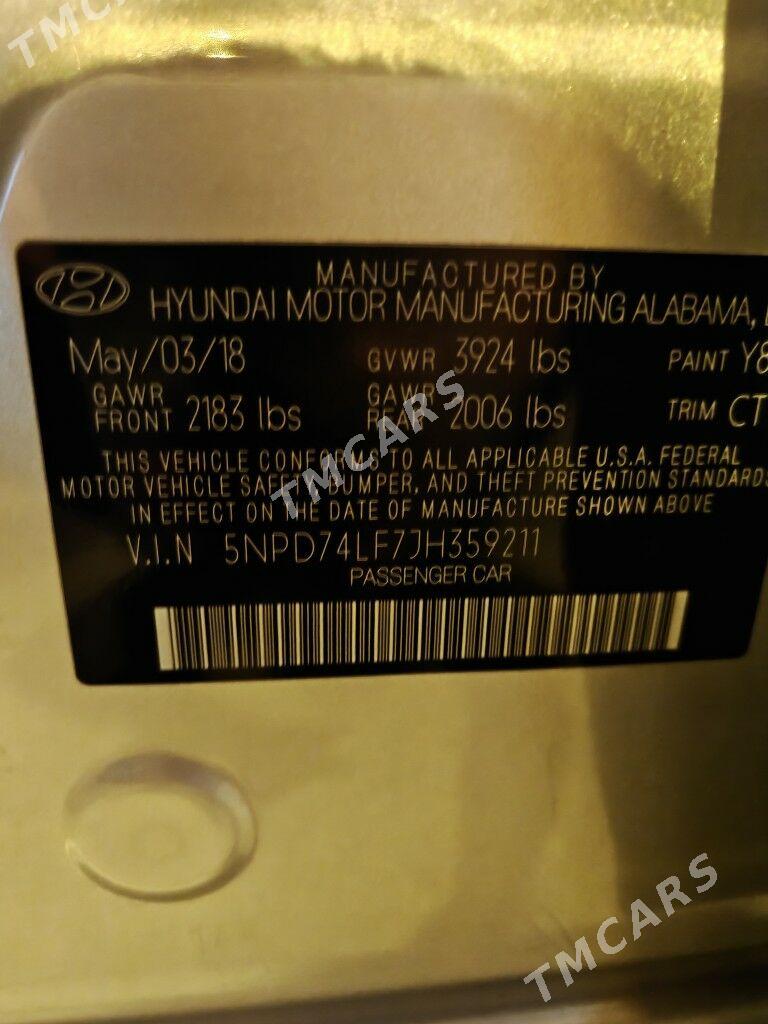 TMCARS
MANUFACTURED BY
HYUNDAI MOTOR MANUFACTURING ALABAMA,
May/03/18 GVWR 3924 lbs PAINT Y8
GAWR FRONT 2183 lbs GAWR REAR 2006 lbs TRIM CT
TMCARS
THIS VEHICLE CONFORMS TO ALL APPLICABLE U.S.A. FEDERAL
MOTOR VEHICLE SAFETY, BUMPER, AND THEFT PREVENTION STANDARDS
IN EFFECT ON THE DATE OF MANUFACTURE SHOWN ABOVE
V.I.N 5NPD74LF7JH359211
PASSENGER CAR
TMCARS